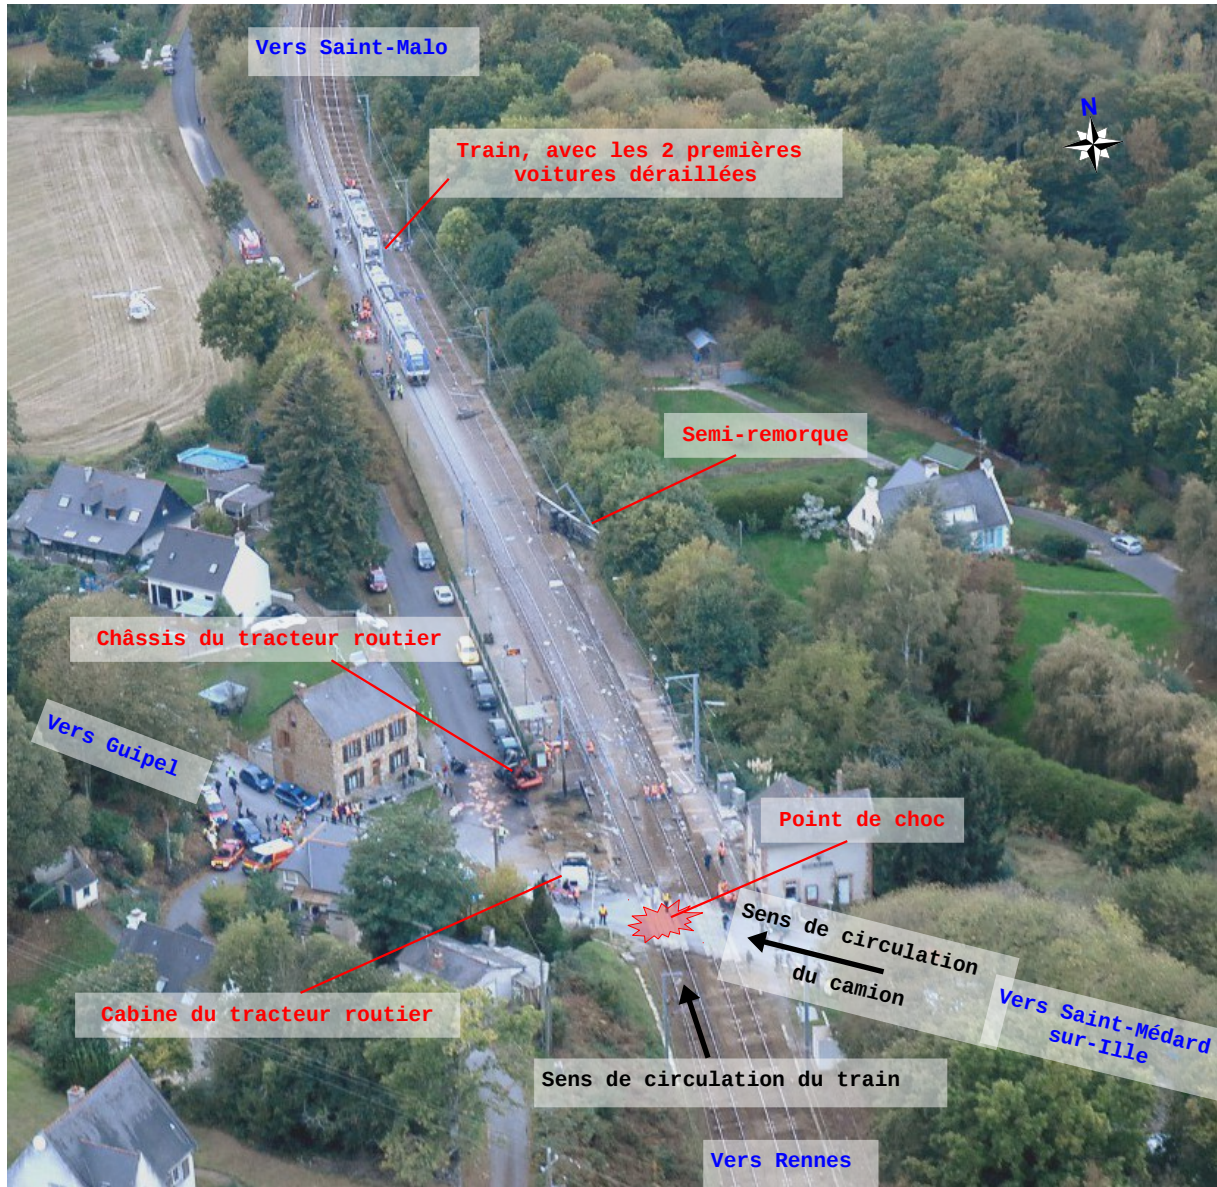 Vers Saint-Malo
N
Train, avec les 2 premières
voitures déraillées
Semi-remorque
Châssis du tracteur routier
Vers Guipel
Point de choc
Sens de circulation
du camion
Cabine du tracteur routier
Vers Saint-Médard
sur-Ille
Sens de circulation du train
Vers Rennes